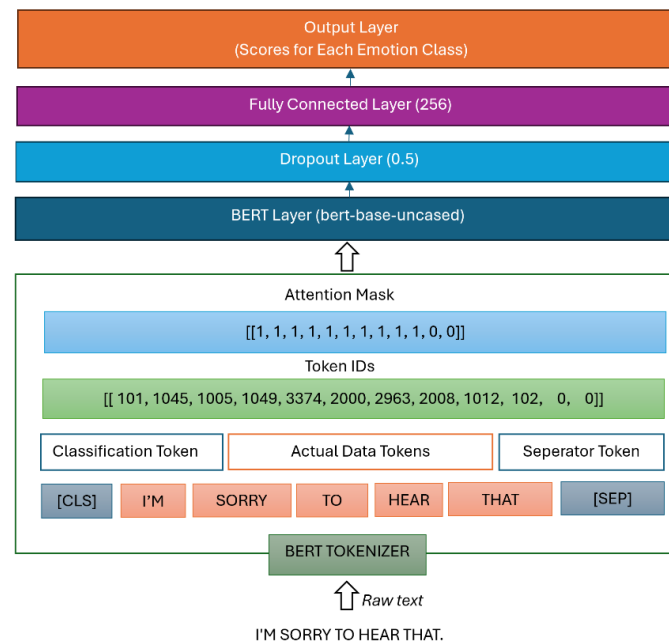 Output Layer
(Scores for Each Emotion Class)
Fully Connected Layer (256)
Dropout Layer (0.5)
BERT Layer (bert-base-uncased)
Attention Mask
[[1, 1, 1, 1, 1, 1, 1, 1, 1, 1, 0, 0]]
Token IDs
[[ 101, 1045, 1005, 1049, 3374, 2000, 2963, 2008, 1012, 102, 0, 0]]
Classification Token Actual Data Tokens Seperator Token
[CLS] I'M SORRY TO HEAR THAT [SEP]
BERT TOKENIZER
Raw text
I'M SORRY TO HEAR THAT.